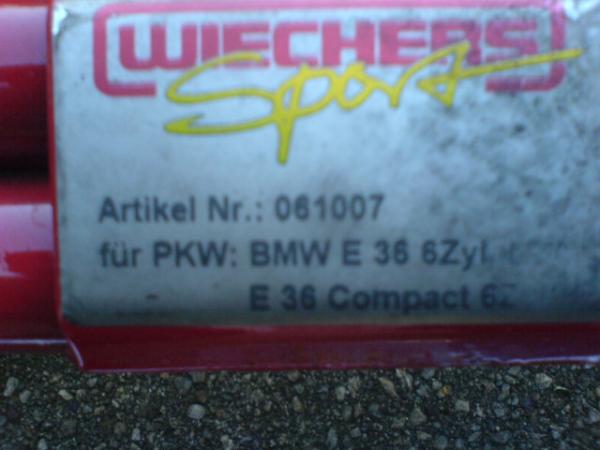 WIECHERS
Sport
Artikel Nr.: 061007
für PKW: BMW E 36 6Zyl.
E 36 Compact 6Z